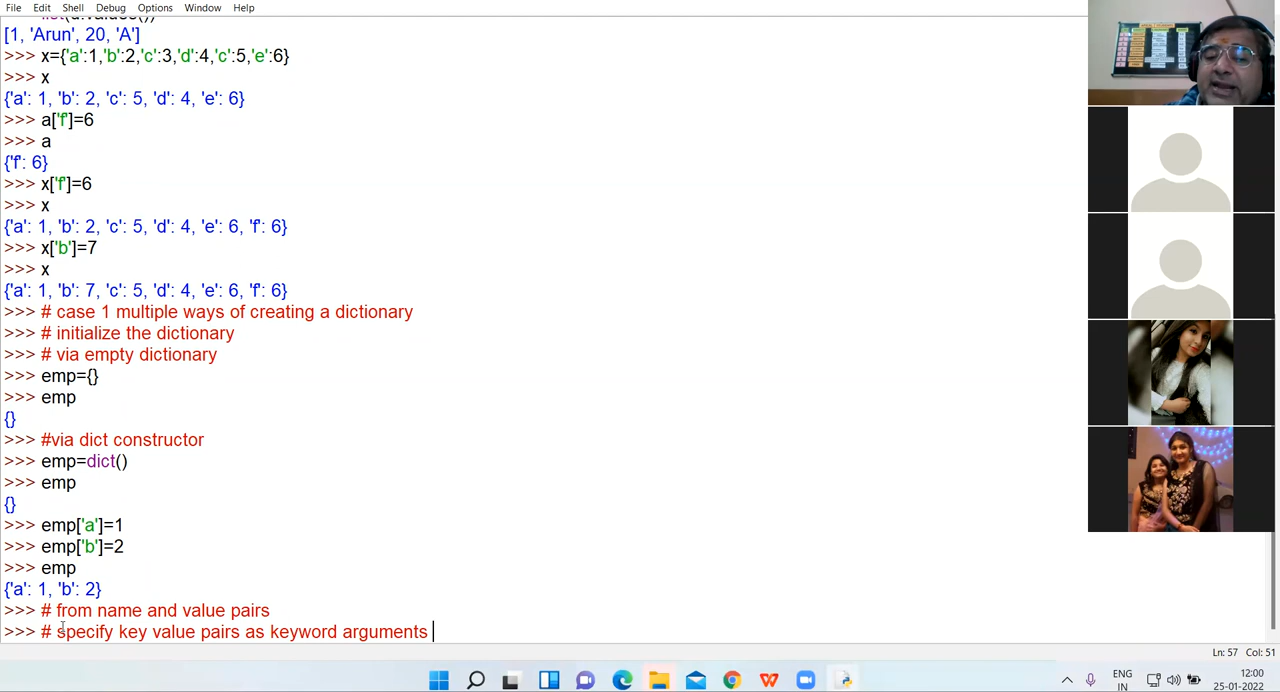 File Edit Shell Debug Options Window Help
list(d.values())
[1, 'Arun', 20, 'A']
>>> x={'a':1,'b':2,'c':3,'d':4,'c':5,'e':6}
>>> x
{'a': 1, 'b': 2, 'c': 5, 'd': 4, 'e': 6}
>>> a['f']=6
>>> a
{'f': 6}
>>> x['f']=6
>>> x
{'a': 1, 'b': 2, 'c': 5, 'd': 4, 'e': 6, 'f': 6}
>>> x['b']=7
>>> x
{'a': 1, 'b': 7, 'c': 5, 'd': 4, 'e': 6, 'f': 6}
>>> # case 1 multiple ways of creating a dictionary
>>> # initialize the dictionary
>>> # via empty dictionary
>>> emp={}
>>> emp
{}
>>> #via dict constructor
>>> emp=dict()
>>> emp
{}
>>> emp['a']=1
>>> emp['b']=2
>>> emp
{'a': 1, 'b': 2}
>>> # from name and value pairs
>>> # specify key value pairs as keyword arguments
Ln: 57 Col: 51
ENG
IN
12:00
25-01-2022